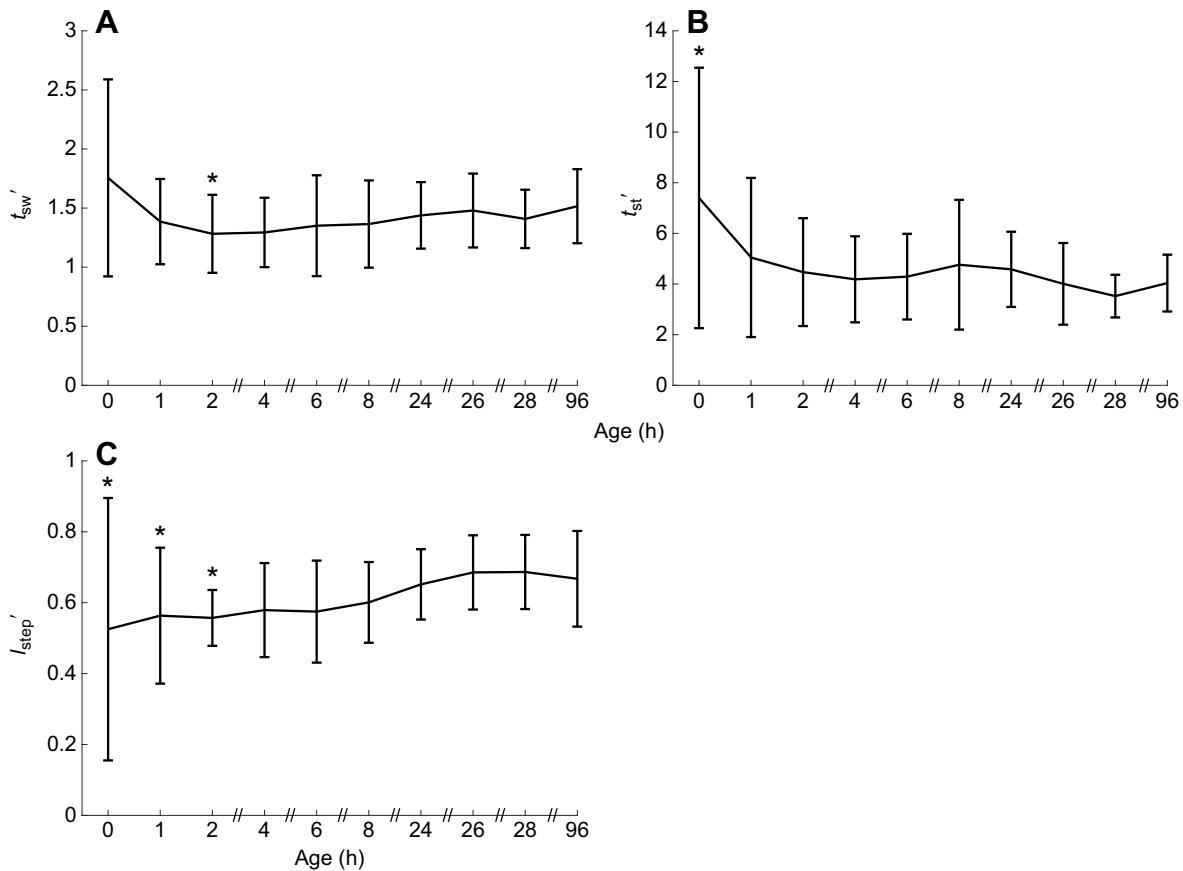 A
3
2.5
2
1.5
1
0.5
0
t_sw′
*
0 1 2 // 4 // 6 // 8 // 24 // 26 // 28 // 96
B
14
12
10
8
6
4
2
0
t_st′
*
0 1 2 // 4 // 6 // 8 // 24 // 26 // 28 // 96
Age (h)
C
1
0.8
0.6
0.4
0.2
0
l_step′
* * *
0 1 2 // 4 // 6 // 8 // 24 // 26 // 28 // 96
Age (h)